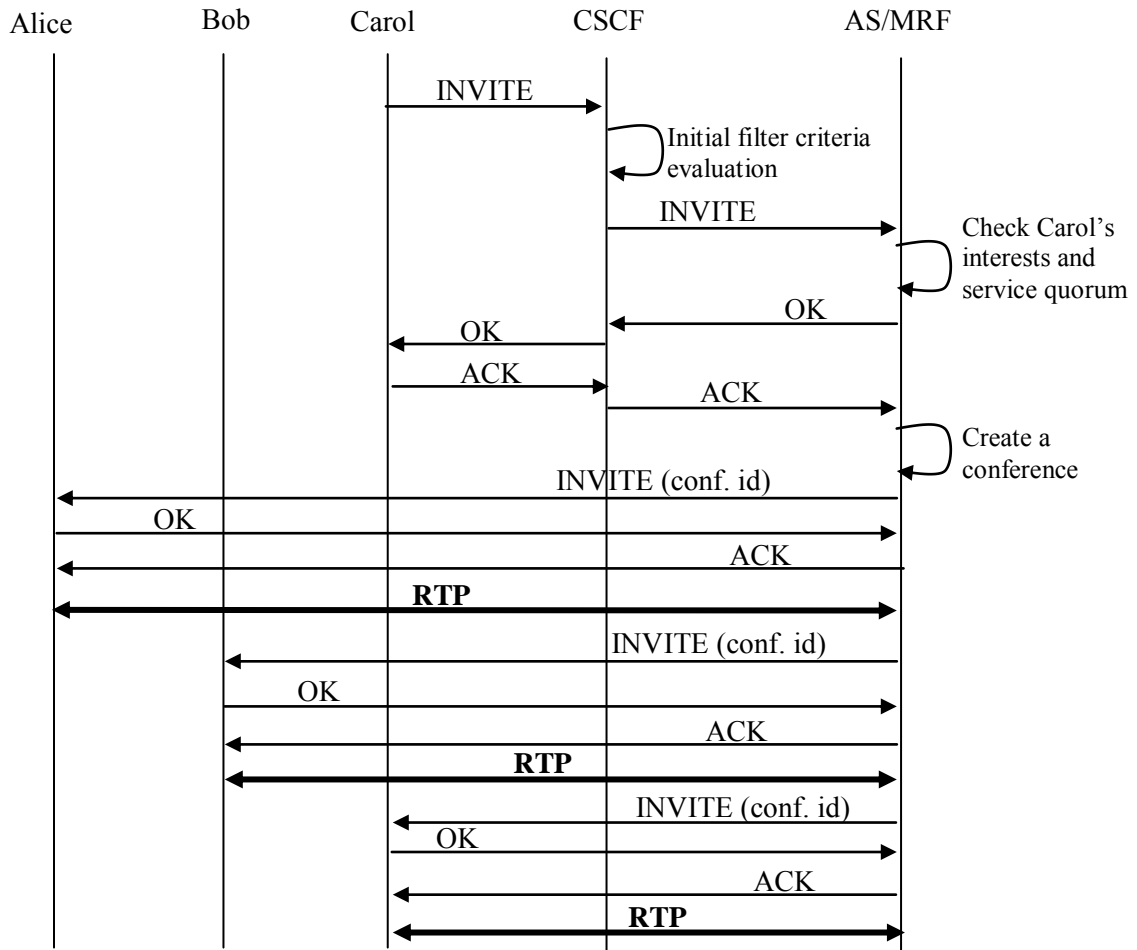 Alice
Bob
Carol
CSCF
AS/MRF
INVITE
Initial filter criteria
evaluation
INVITE
Check Carol's
interests and
service quorum
OK
OK
ACK
ACK
Create a
conference
INVITE (conf. id)
OK
ACK
RTP
INVITE (conf. id)
OK
ACK
RTP
INVITE (conf. id)
OK
ACK
RTP